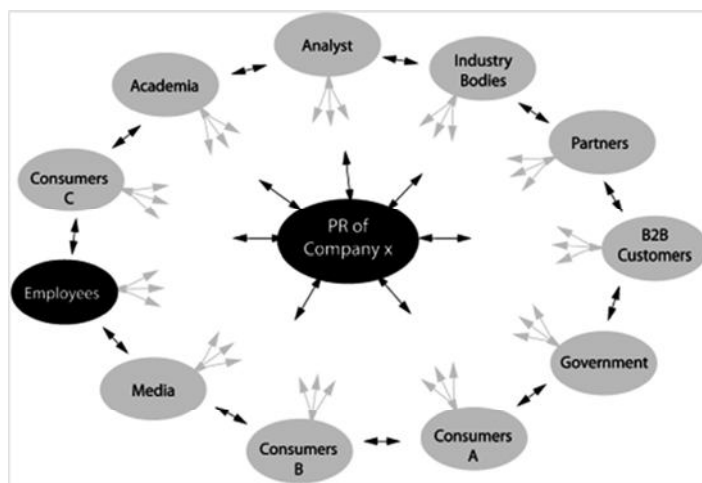 Analyst
Industry
Bodies
Academia
Partners
Consumers
C
PR of
Company x
B2B
Customers
Employees
Government
Media
Consumers
A
Consumers
B